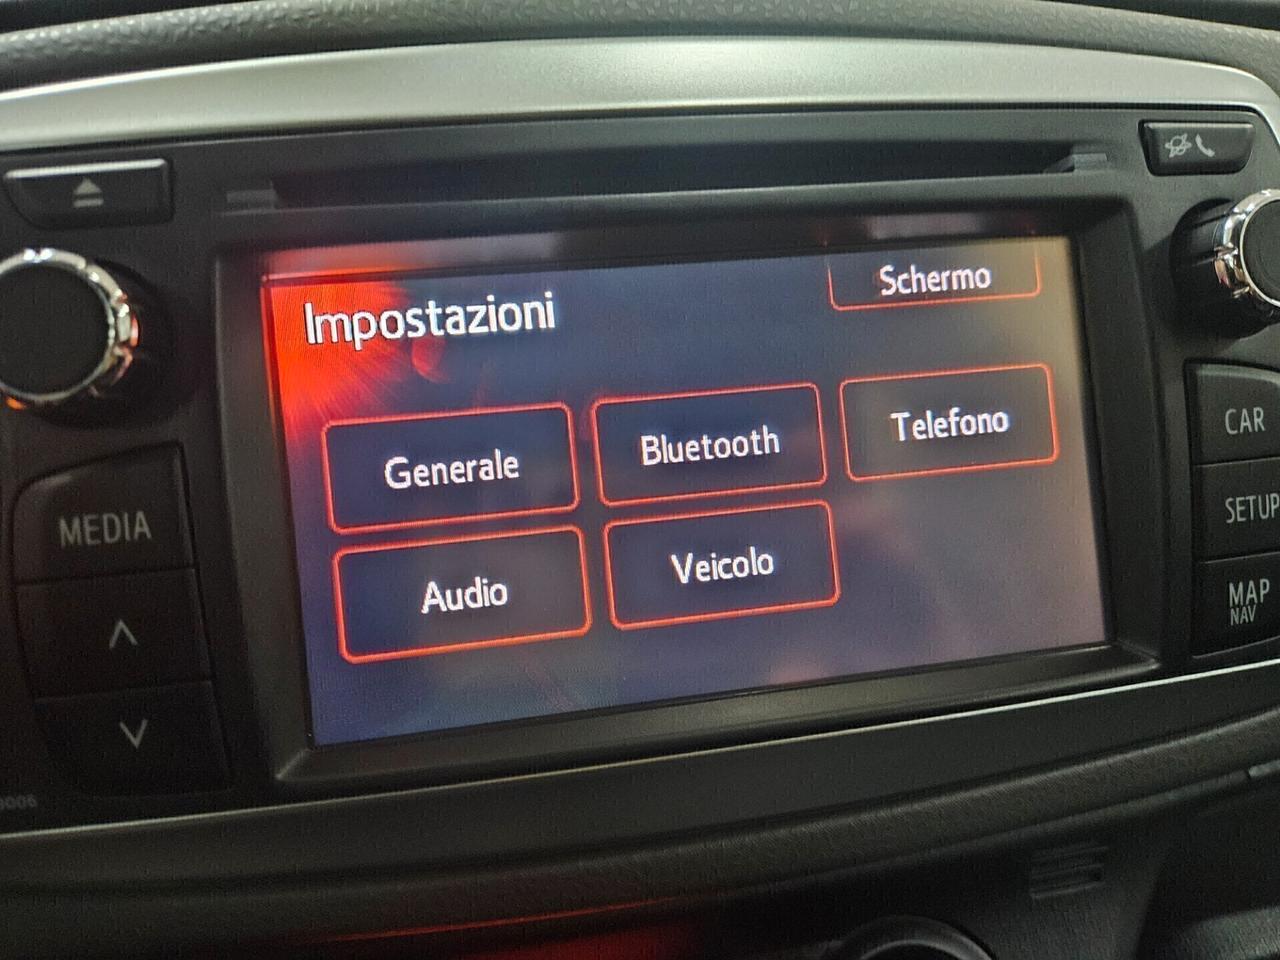 Impostazioni
Schermo
Generale
Bluetooth
Telefono
Audio
Veicolo
MEDIA
CAR
SETUP
MAP
NAV